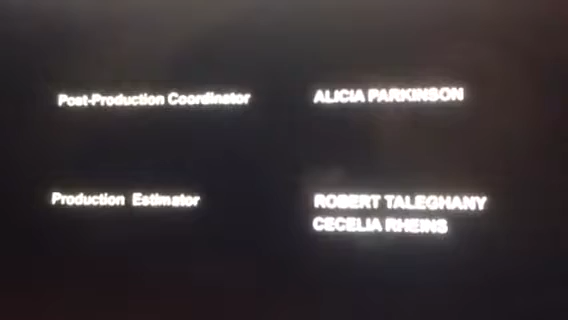 Post-Production Coordinator ALICIA PARKINSON
Production Estimator ROBERT TALEGHANY
CECELIA RHEINS